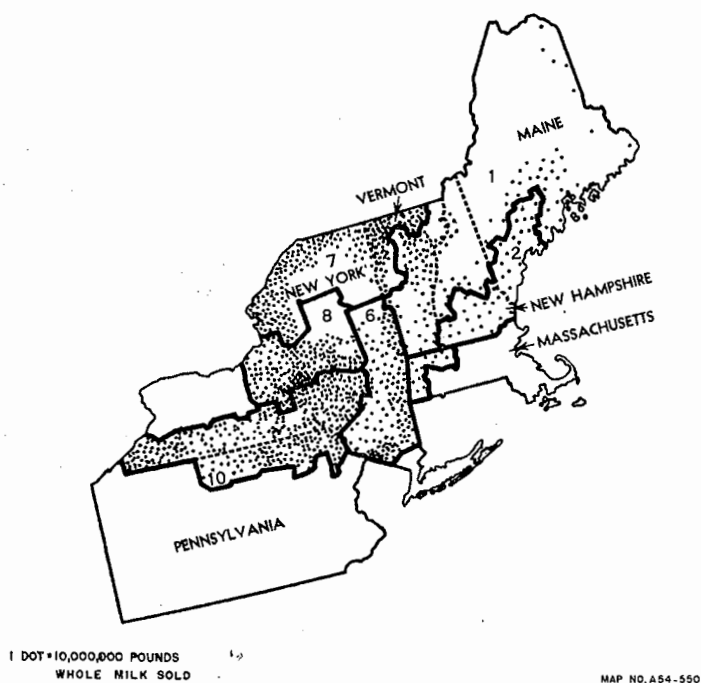 MAINE
1
VERMONT
2
7
NEW YORK
NEW HAMPSHIRE
8
6
MASSACHUSETTS
10
PENNSYLVANIA
1 DOT=10,000,000 POUNDS
WHOLE MILK SOLD
MAP NO. A54-550